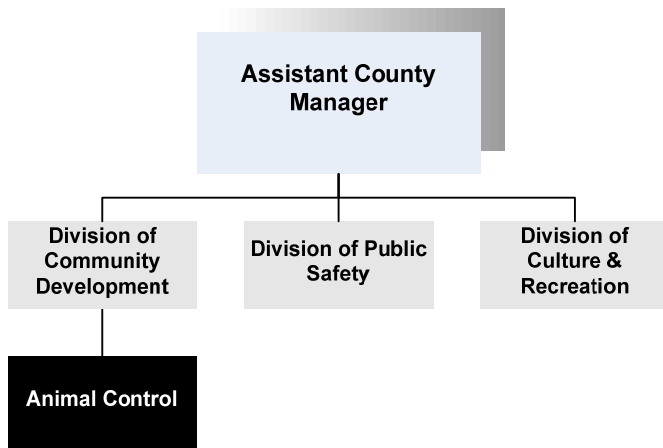 Assistant County
Manager
Division of
Community
Development
Division of Public
Safety
Division of
Culture &
Recreation
Animal Control